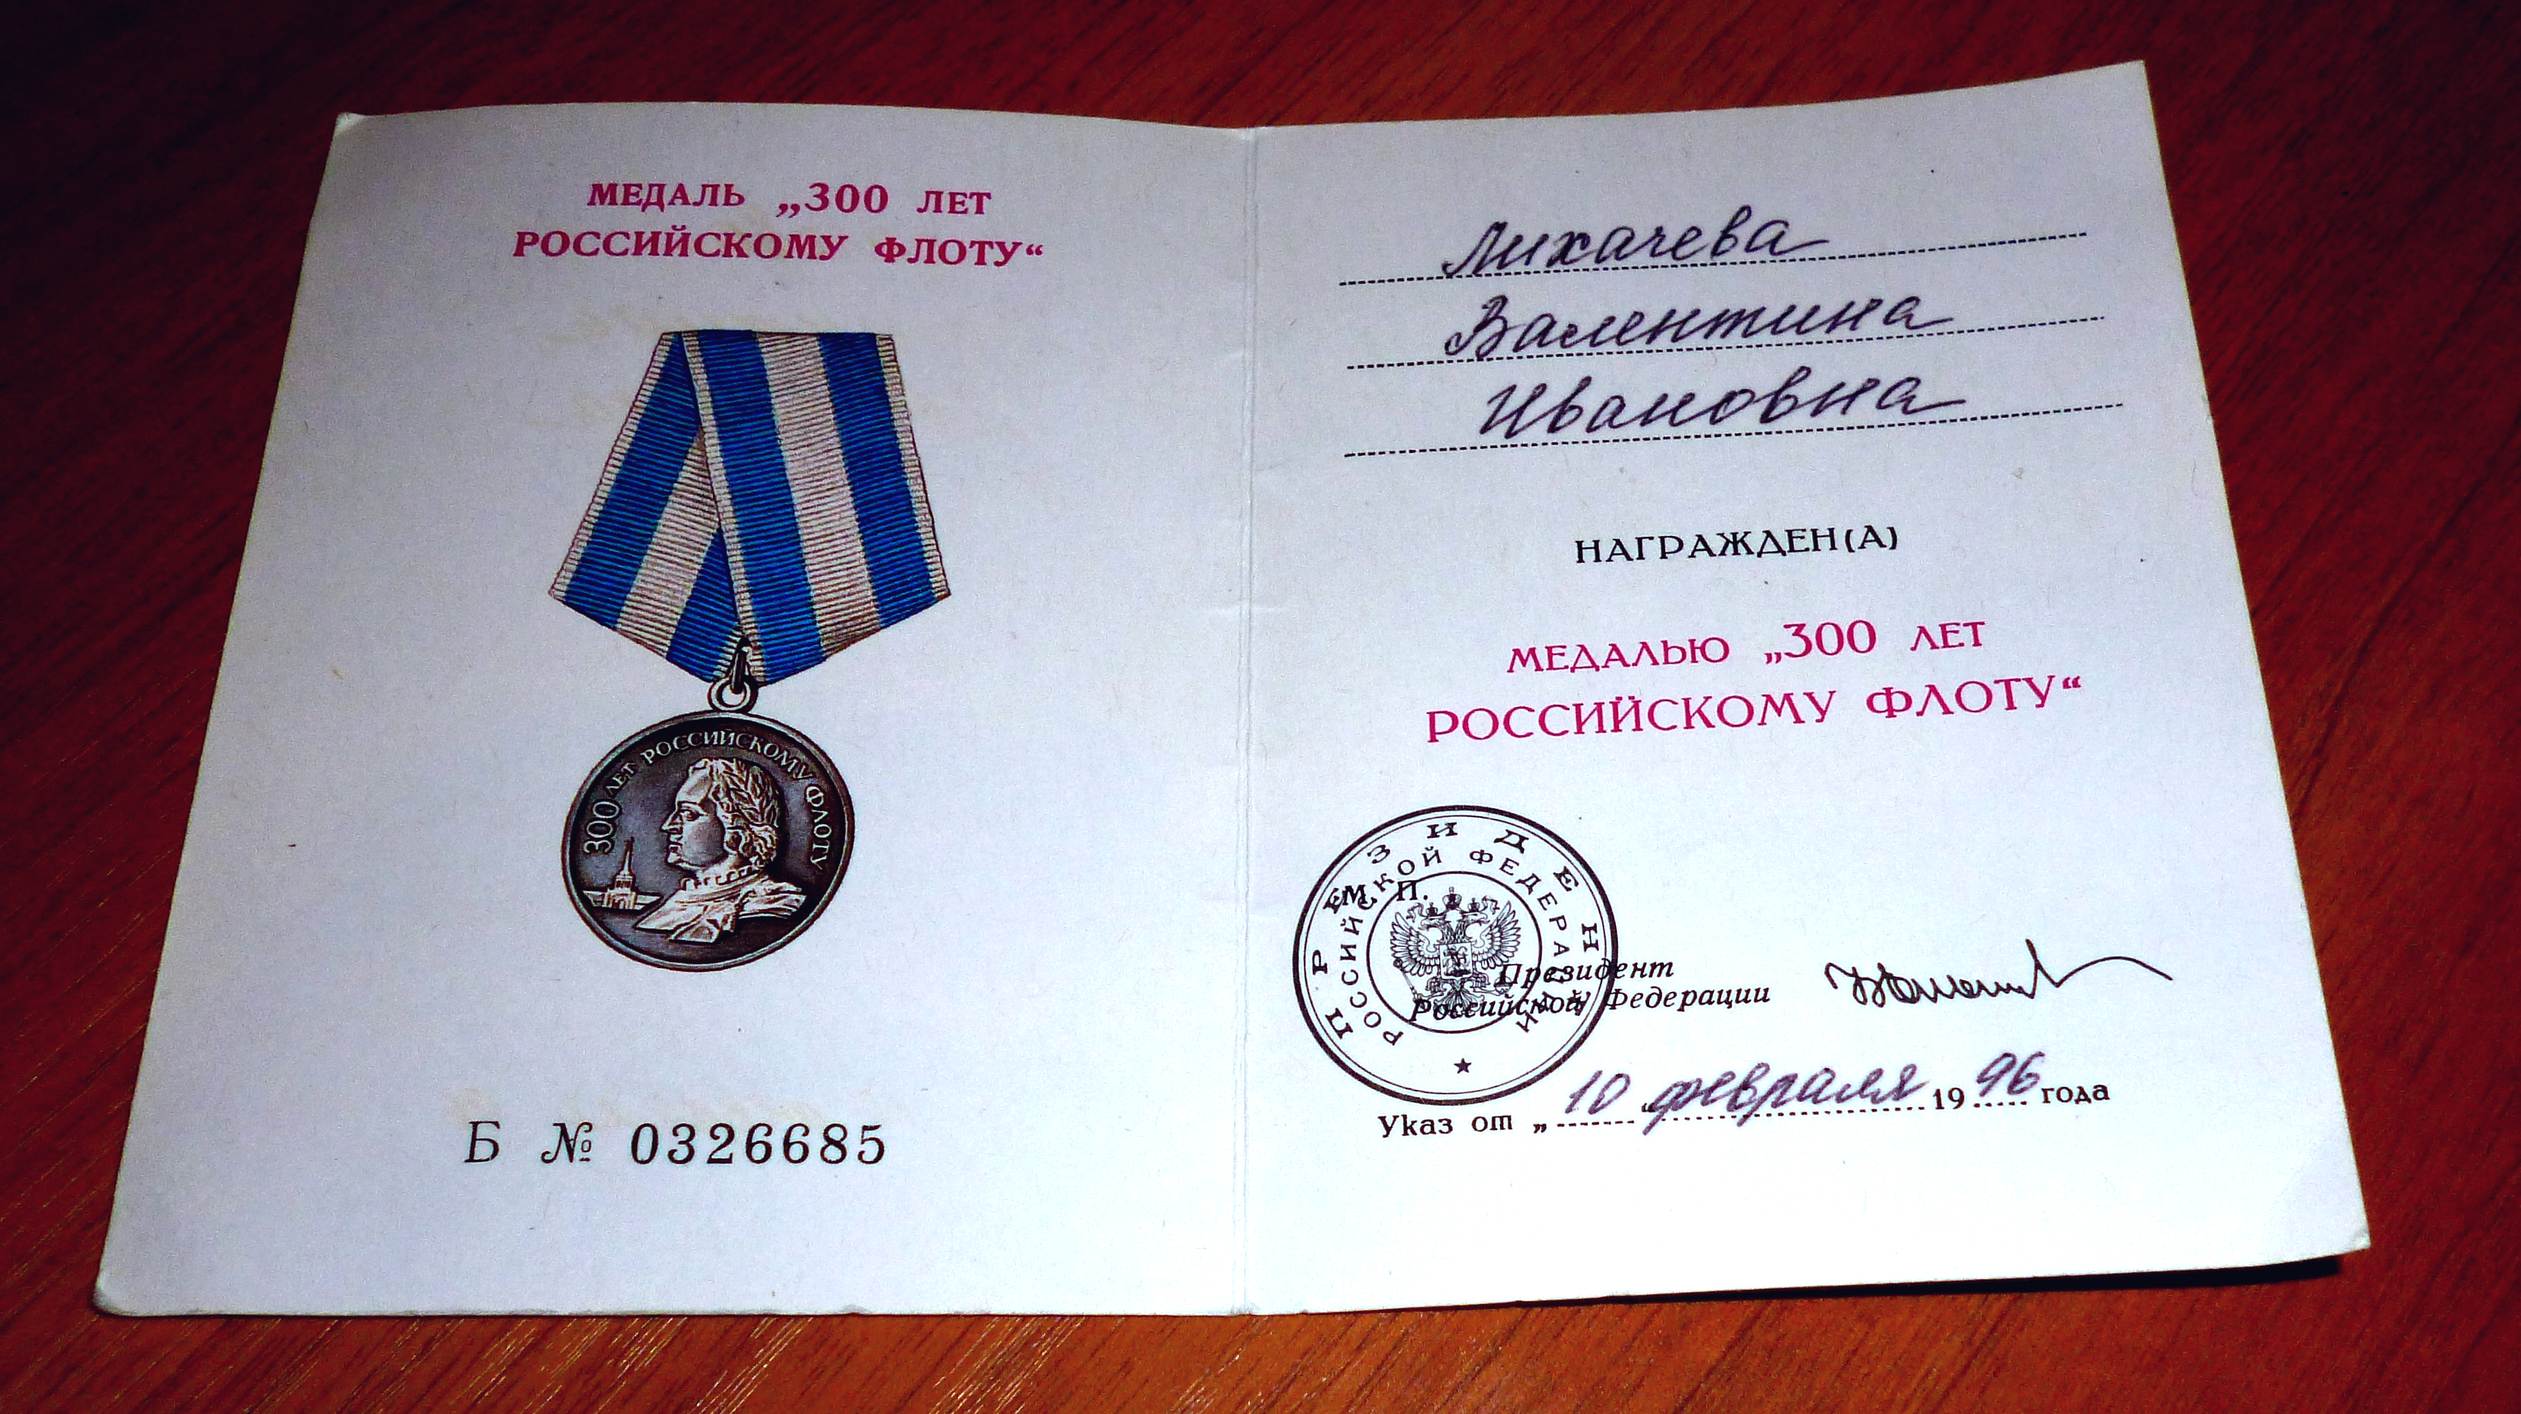 МЕДАЛЬ „300 ЛЕТ
РОССИЙСКОМУ ФЛОТУ“
300 ЛЕТ РОССИЙСКОМУ ФЛОТУ
Б № 0326685
Лихачева
Валентина
Ивановна
НАГРАЖДЕН(А)
МЕДАЛЬЮ „300 ЛЕТ
РОССИЙСКОМУ ФЛОТУ“
ПРЕЗИДЕНТ
РОССИЙСКОЙ ФЕДЕРАЦИИ
М. П.
Президент
Российской Федерации
Указ от „10“ февраля 1996 года